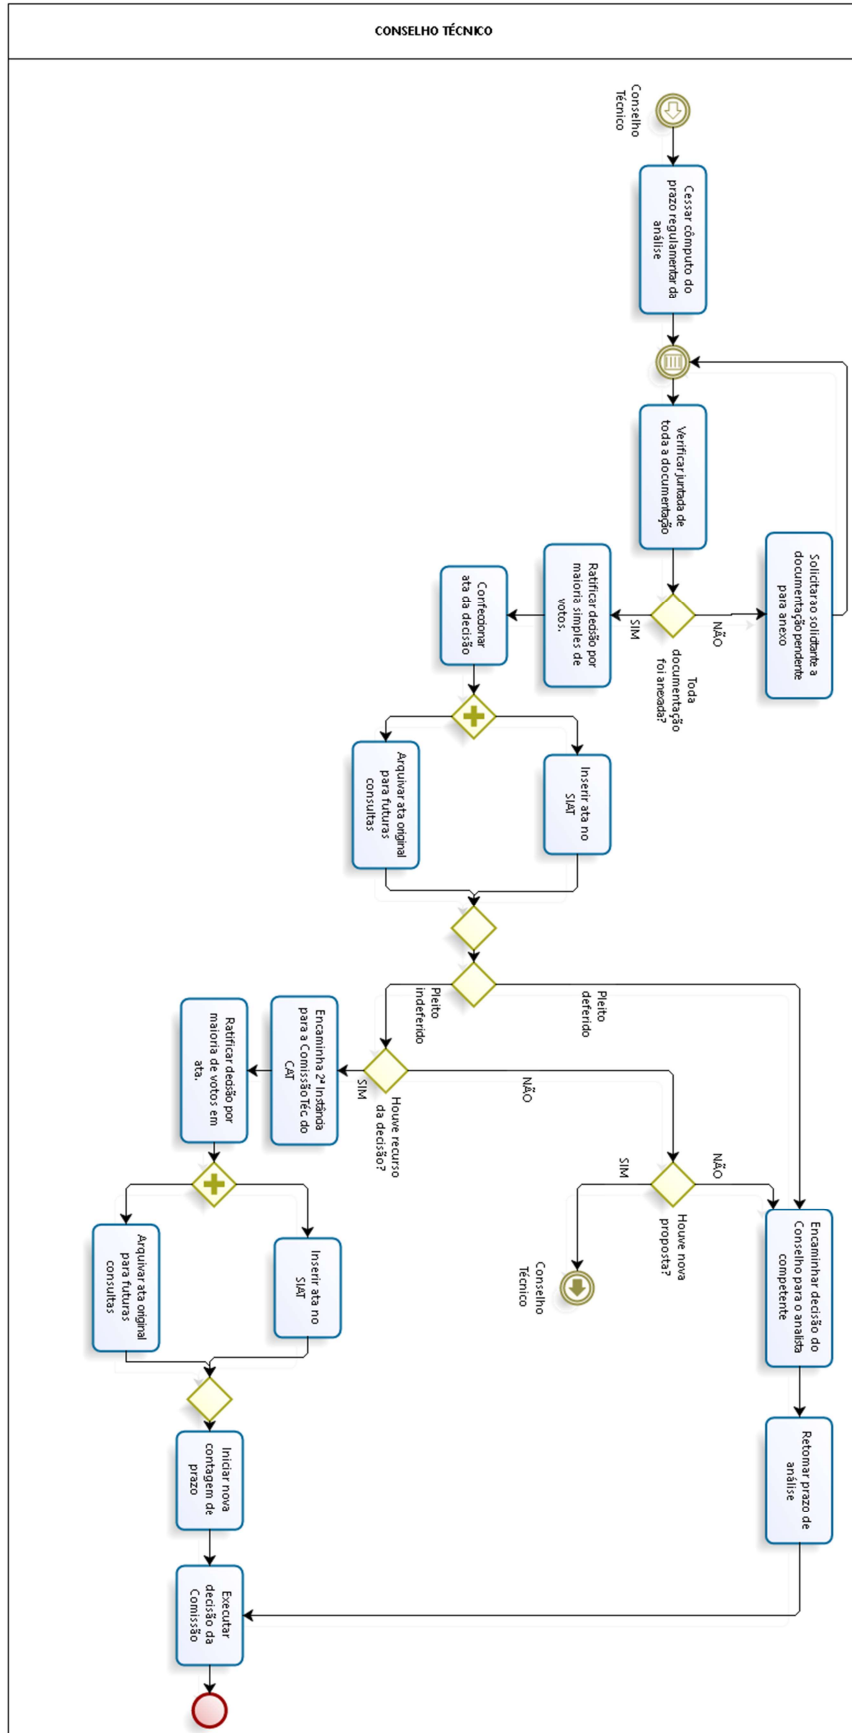 CONSELHO TÉCNICO
Conselho
Técnico
Cessar cômputo do
prazo regulamentar da
análise
Verificar juntada de
toda a documentação
Toda
documentação
foi anexada?
NÃO
SIM
Solicitar ao solicitante a
documentação pendente
para anexo
Ratificar decisão por
maioria simples de
votos.
Confeccionar
ata da decisão
Inserir ata no
SIAT
Arquivar ata original
para futuras
consultas
Pleito
deferido
Pleito
indeferido
Houve recurso
da decisão?
NÃO
SIM
Encaminha 2ª Instância
para a Comissão Téc. do
CAT
Ratificar decisão por
maioria de votos em
ata.
Houve nova
proposta?
NÃO
SIM
Conselho
Técnico
Encaminhar decisão do
Conselho para o analista
competente
Retomar prazo de
análise
Inserir ata no
SIAT
Arquivar ata original
para futuras
consultas
Iniciar nova
contagem de
prazo
Executar
decisão da
Comissão